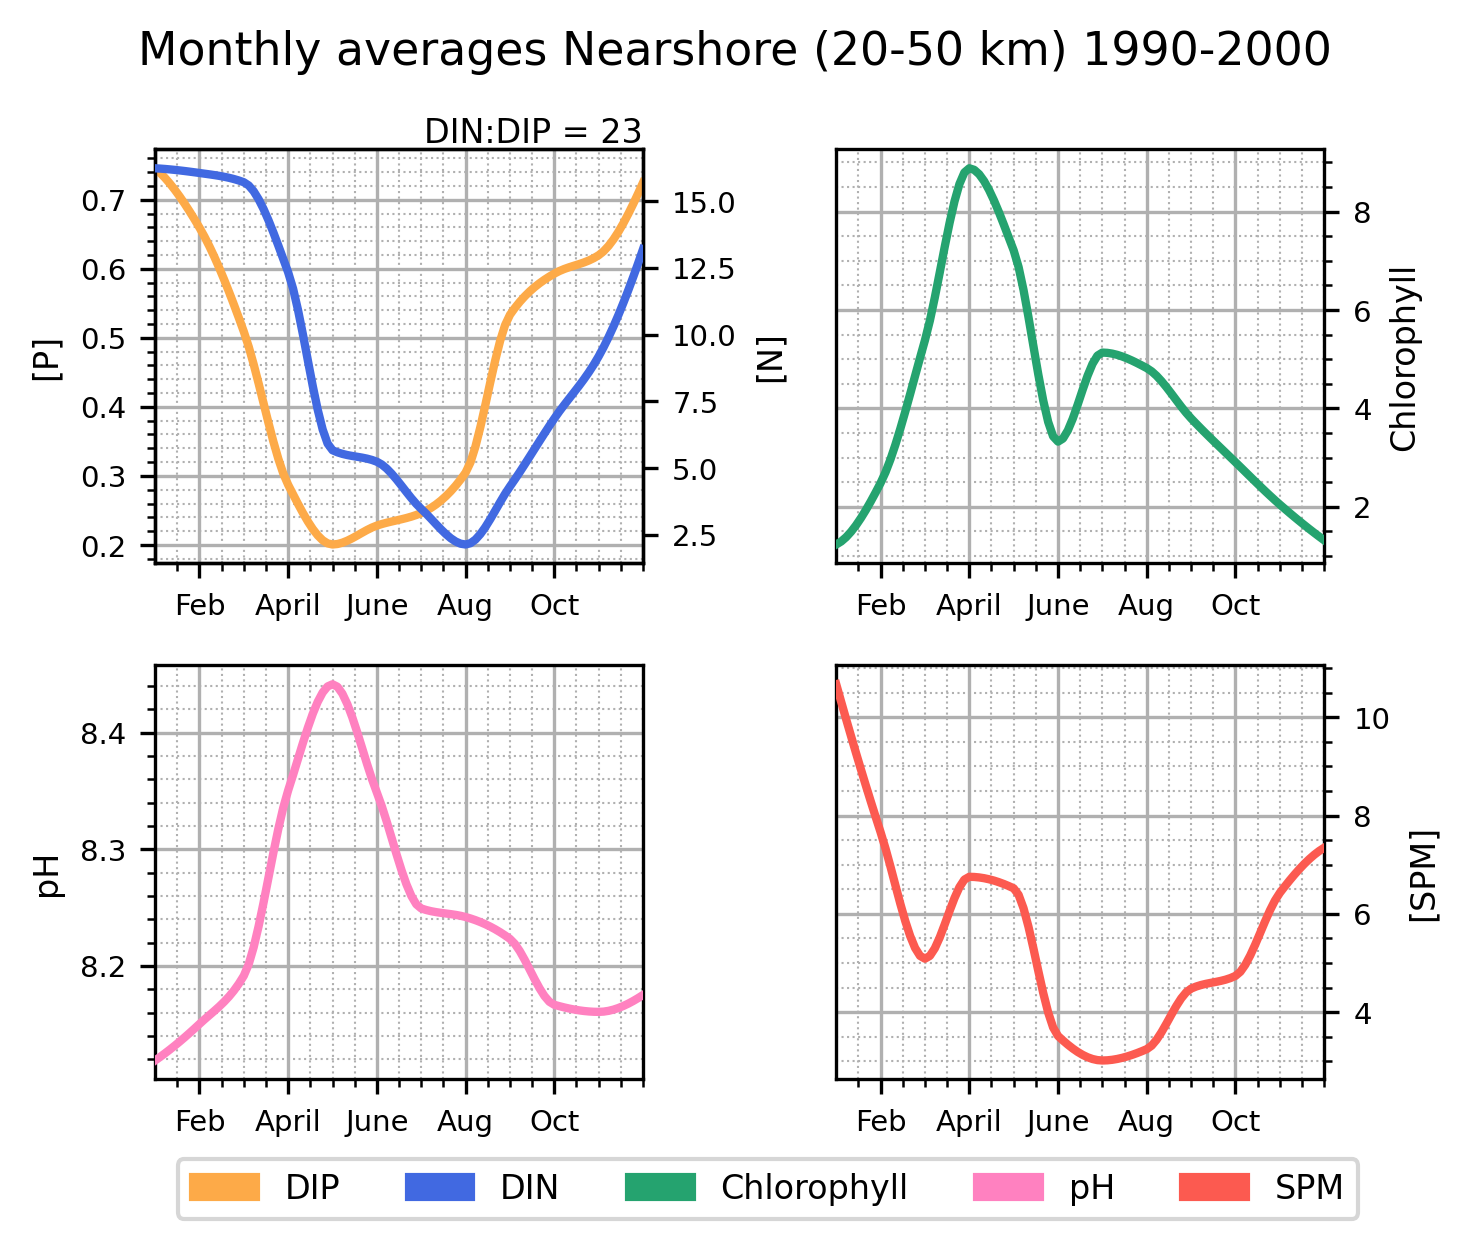 Monthly averages Nearshore (20-50 km) 1990-2000
DIN:DIP = 23
[P]
0.7
0.6
0.5
0.4
0.3
0.2
15.0
12.5
10.0
7.5
5.0
2.5
[N]
Feb April June Aug Oct
8
6
4
2
Chlorophyll
Feb April June Aug Oct
pH
8.4
8.3
8.2
Feb April June Aug Oct
10
8
6
4
[SPM]
Feb April June Aug Oct
DIP DIN Chlorophyll pH SPM